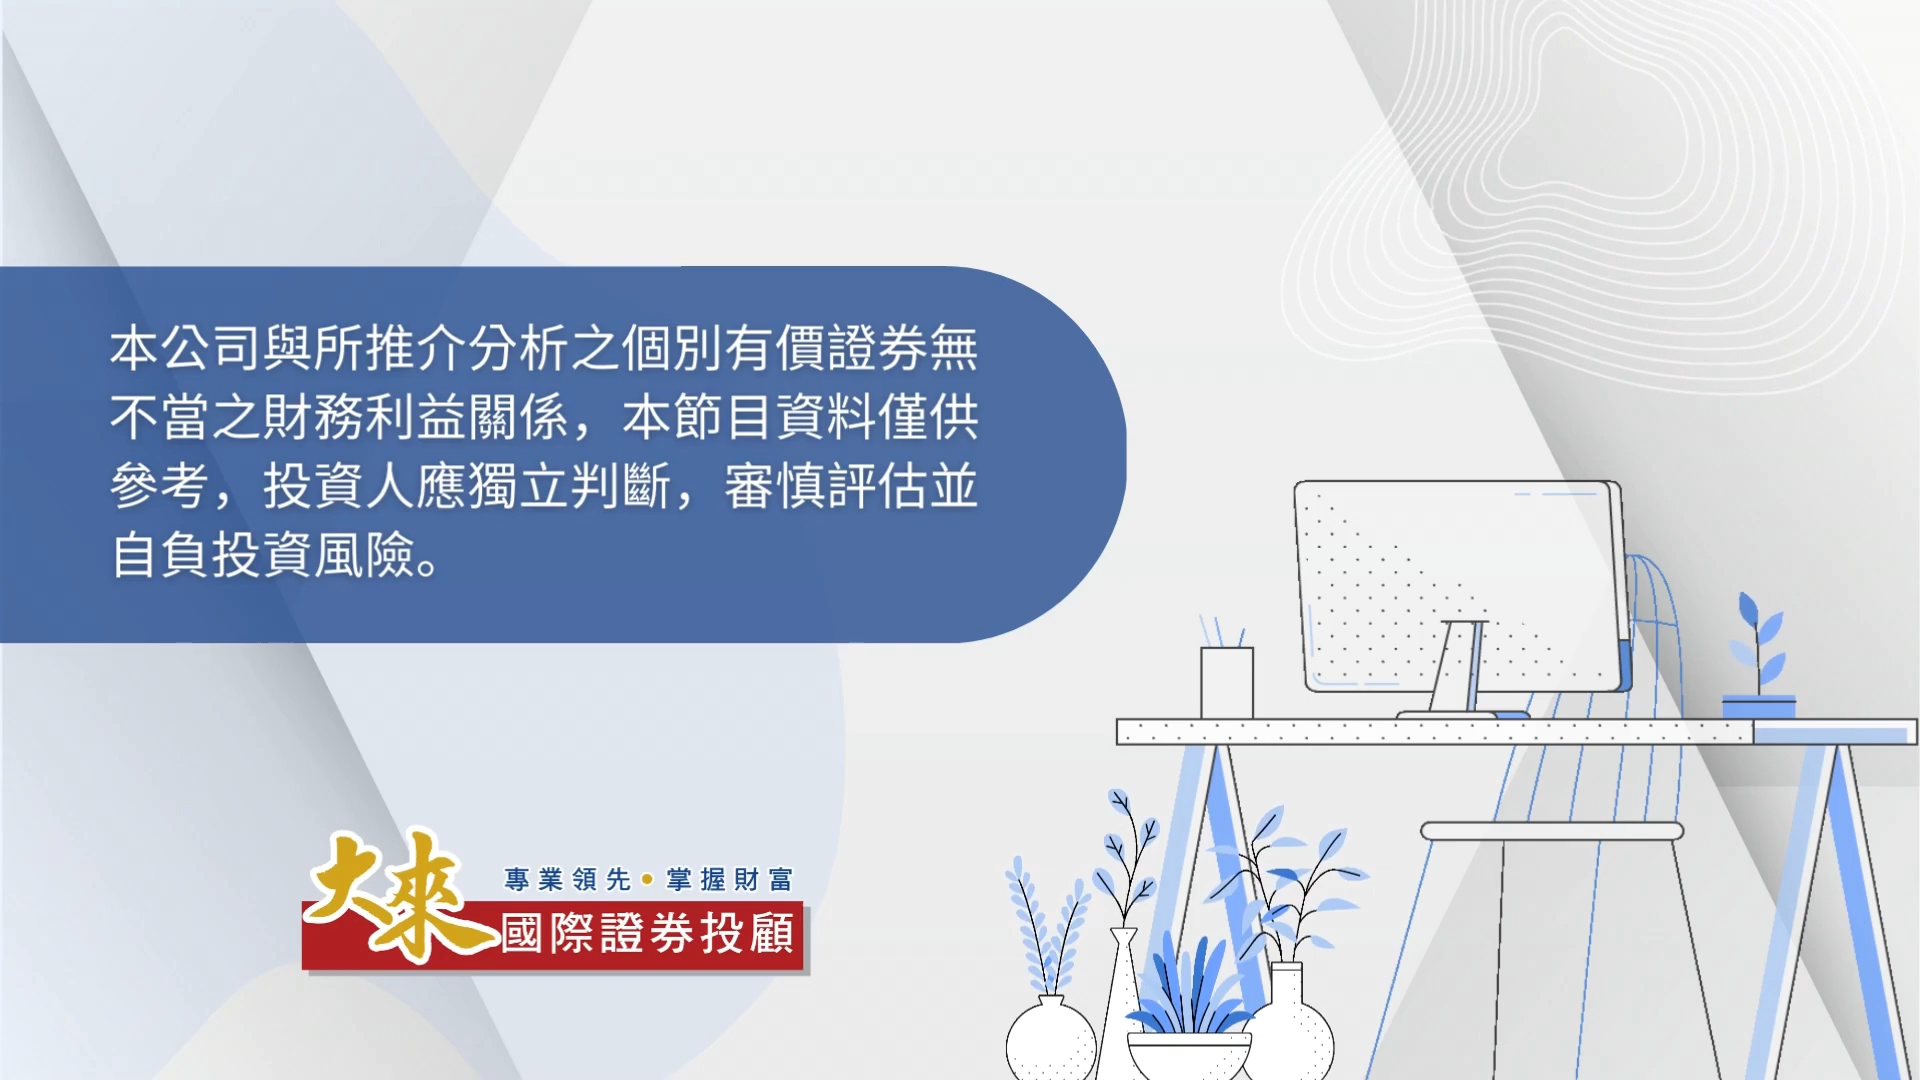 本公司與所推介分析之個別有價證券無
不當之財務利益關係，本節目資料僅供
參考，投資人應獨立判斷，審慎評估並
自負投資風險。
專業領先•掌握財富
大來國際證券投顧